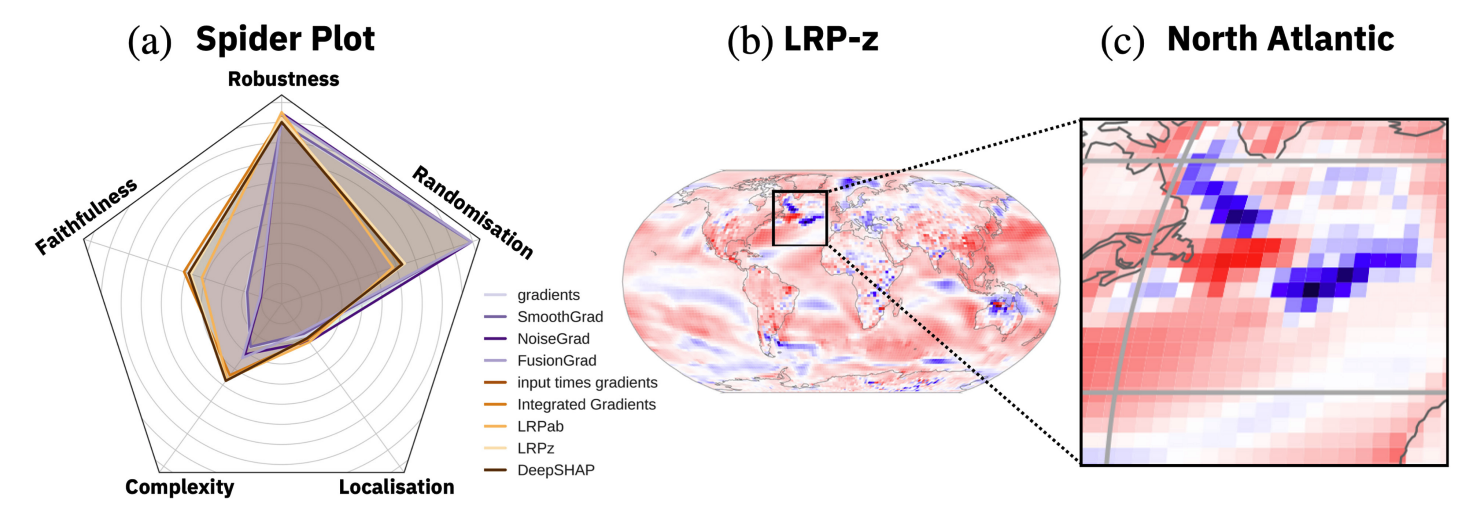 (a) Spider Plot
Robustness
Randomisation
Faithfulness
Complexity
Localisation
gradients
SmoothGrad
NoiseGrad
FusionGrad
input times gradients
Integrated Gradients
LRPab
LRPz
DeepSHAP
(b) LRP-z
(c) North Atlantic